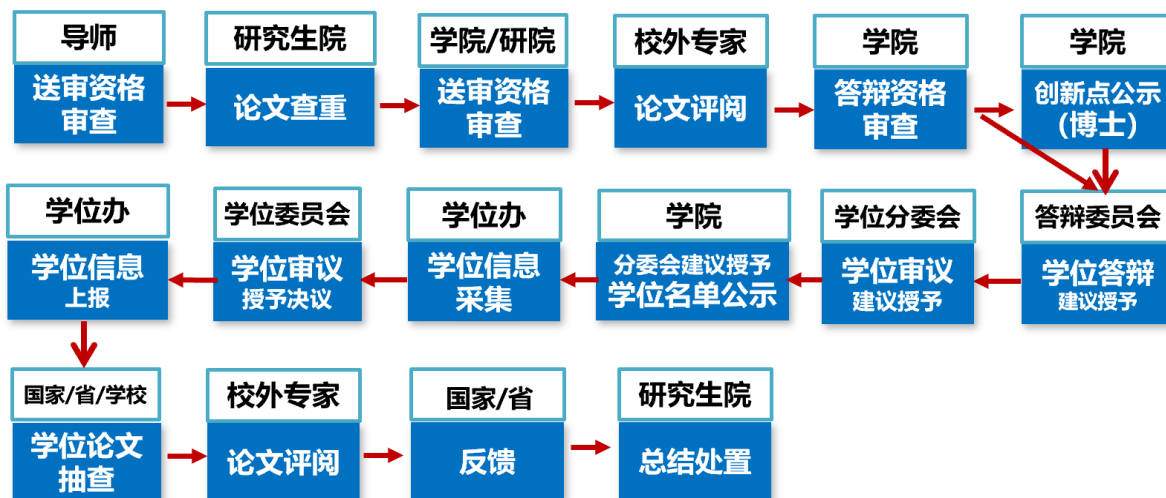 导师
送审资格
审查
研究生院
论文查重
学院/研院
送审资格
审查
校外专家
论文评阅
学院
答辩资格
审查
学院
创新点公示
(博士)
学位办
学位信息
上报
学位委员会
学位审议
授予决议
学位办
学位信息
采集
学院
分委会建议授予
学位名单公示
学位分委会
学位审议
建议授予
答辩委员会
学位答辩
建议授予
国家/省/学校
学位论文
抽查
校外专家
论文评阅
国家/省
反馈
研究生院
总结处置